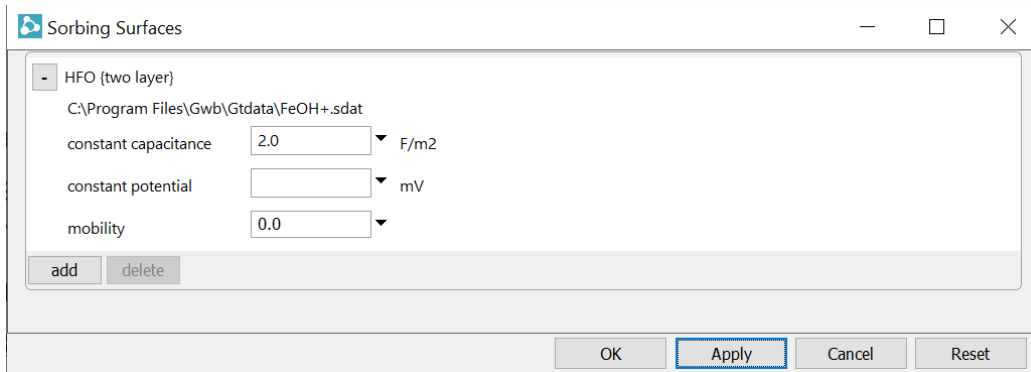 Sorbing Surfaces
- HFO {two layer}
C:\Program Files\Gwb\Gtdata\FeOH+.sdat
constant capacitance 2.0 F/m2
constant potential mV
mobility 0.0
add delete
OK Apply Cancel Reset